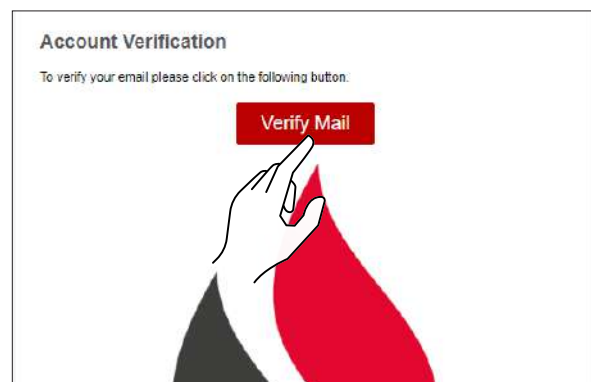 Account Verification
To verify your email please click on the following button.
Verify Mail